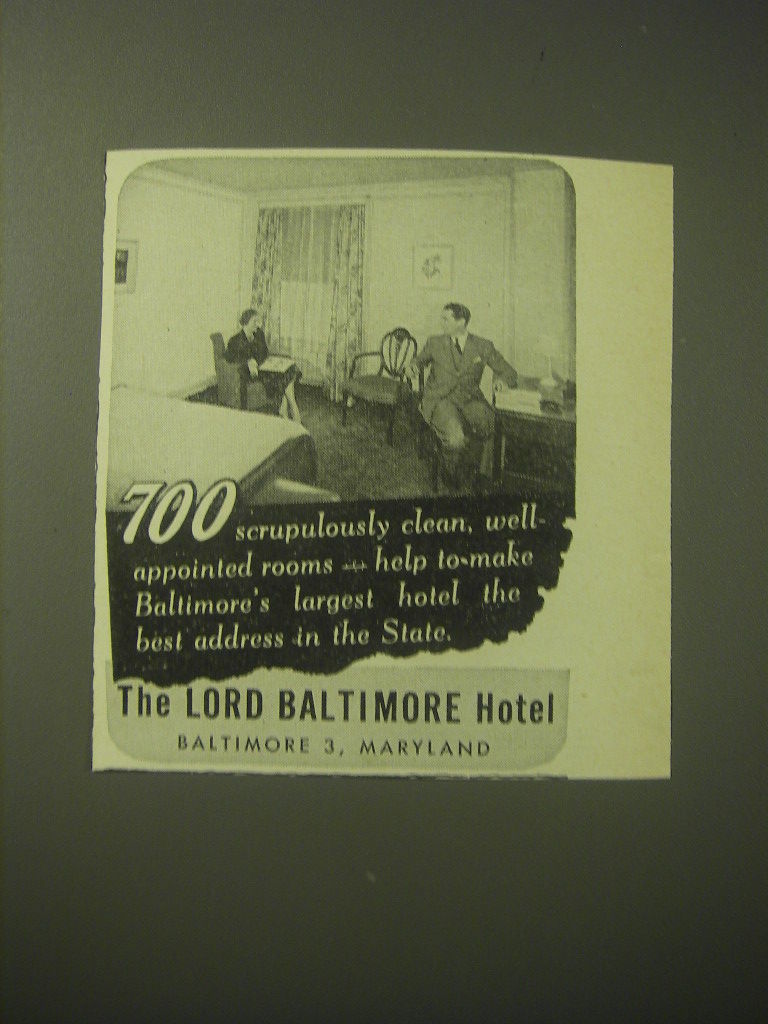 700 scrupulously clean, well-
appointed rooms — help to make
Baltimore's largest hotel the
best address in the State.
The LORD BALTIMORE Hotel
BALTIMORE 3, MARYLAND